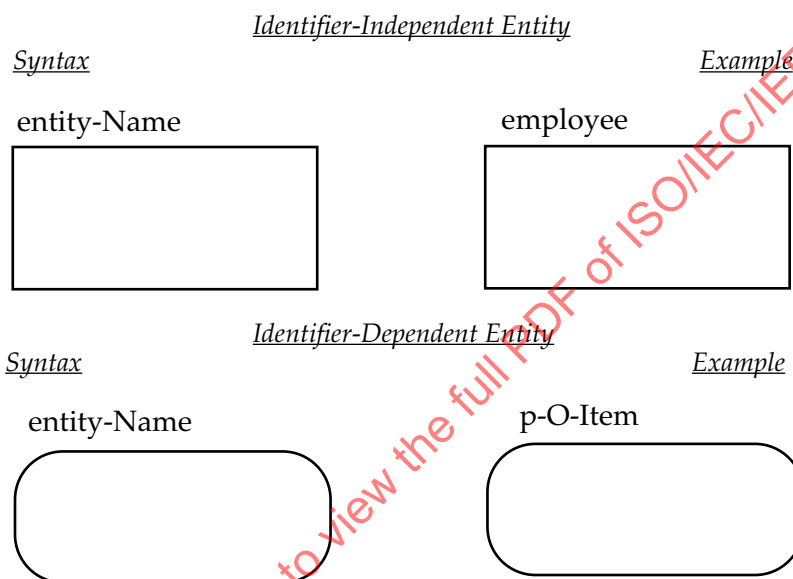 Identifier-Independent Entity
Syntax Example
entity-Name employee
Identifier-Dependent Entity
Syntax Example
entity-Name p-O-Item
to view the full PDF of ISO/IEC/